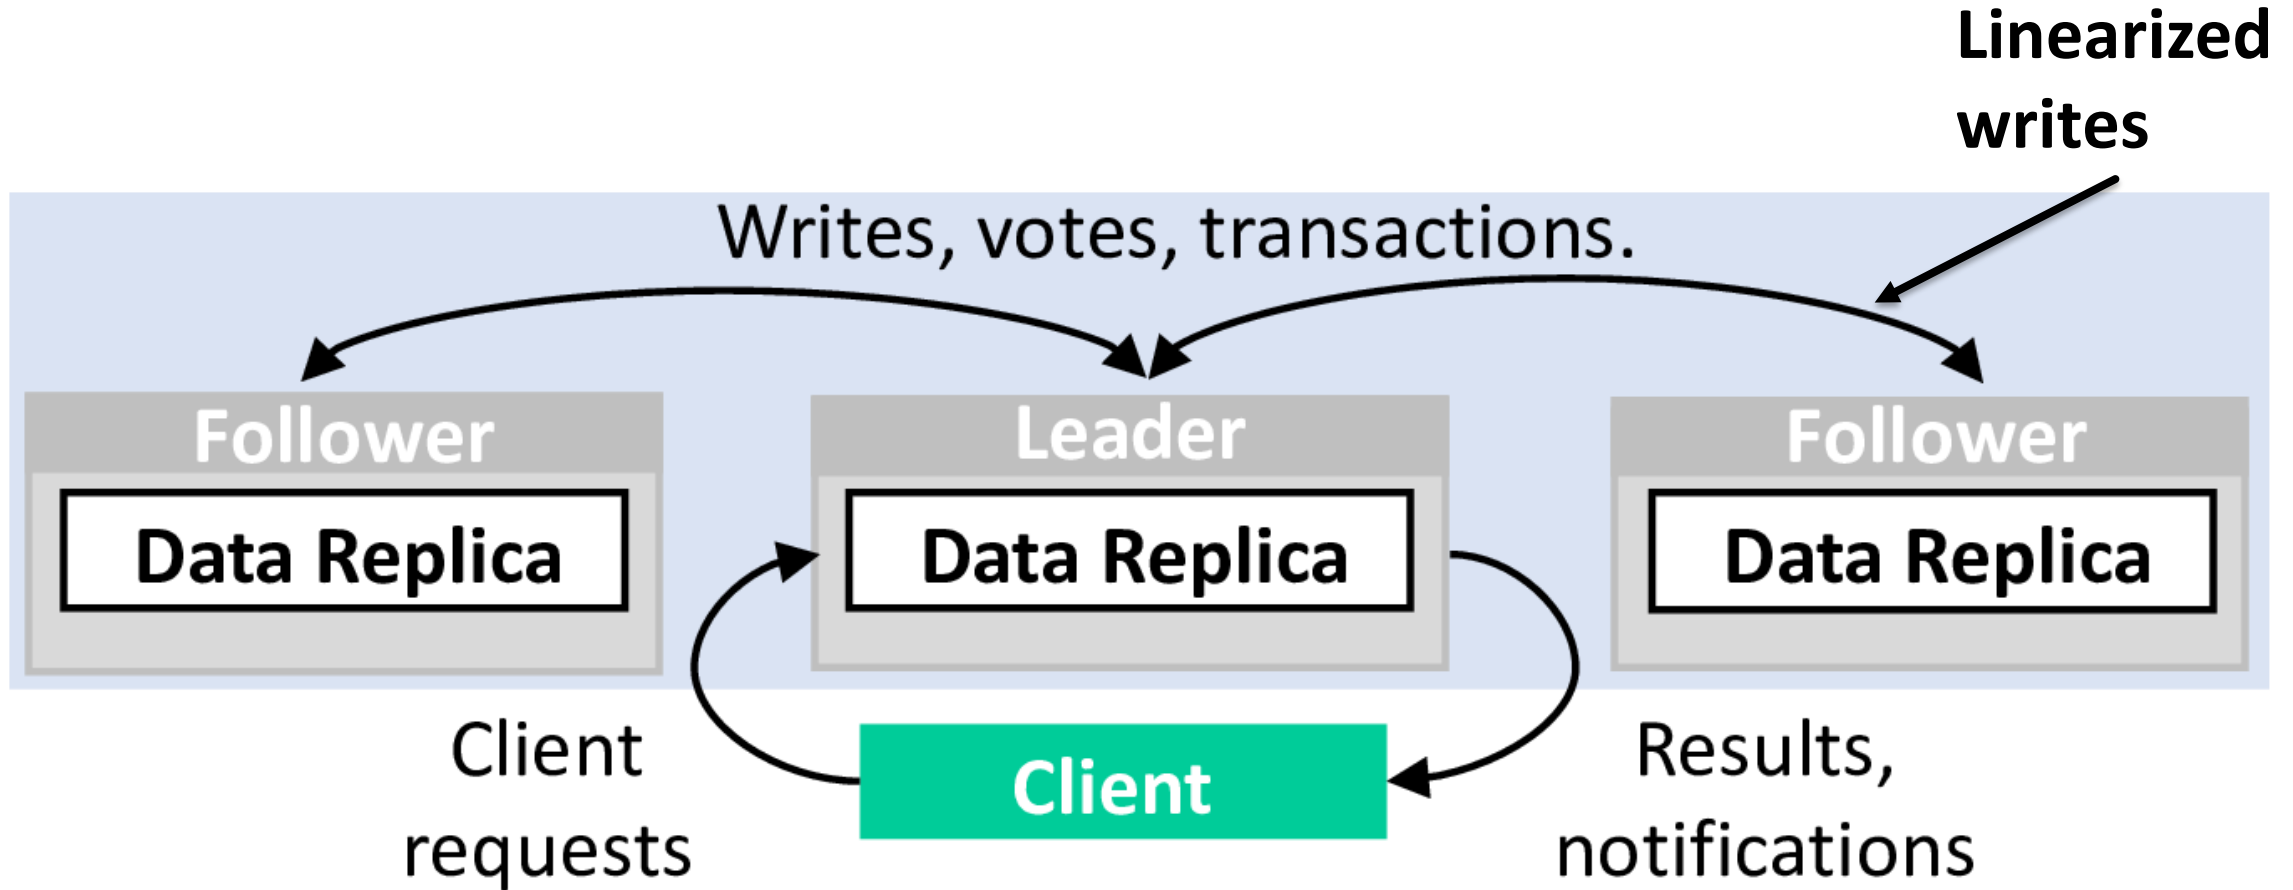 Linearized
writes
Writes, votes, transactions.
Follower
Leader
Follower
Data Replica
Data Replica
Data Replica
Client
requests
Client
Results,
notifications